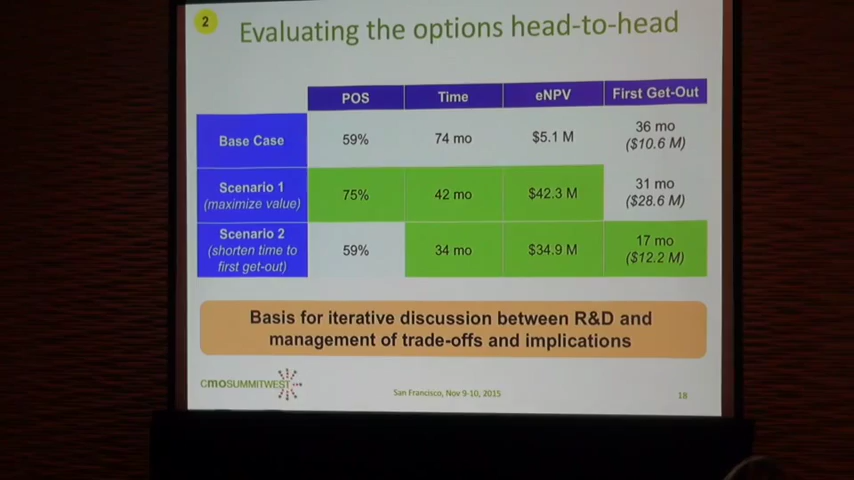 2
Evaluating the options head-to-head
POS Time eNPV First Get-Out
Base Case 59% 74 mo $5.1 M 36 mo
($10.6 M)
Scenario 1
(maximize value) 75% 42 mo $42.3 M 31 mo
($28.6 M)
Scenario 2
(shorten time to
first get-out) 59% 34 mo $34.9 M 17 mo
($12.2 M)
Basis for iterative discussion between R&D and
management of trade-offs and implications
CMOSUMMITWEST
San Francisco, Nov 9-10, 2015
18